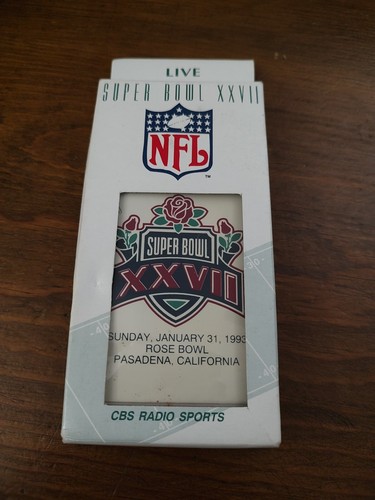 LIVE
SUPER BOWL XXVII
NFL
TM
SUPER BOWL
XXVII
SUNDAY, JANUARY 31, 1993
ROSE BOWL
PASADENA, CALIFORNIA
CBS RADIO SPORTS